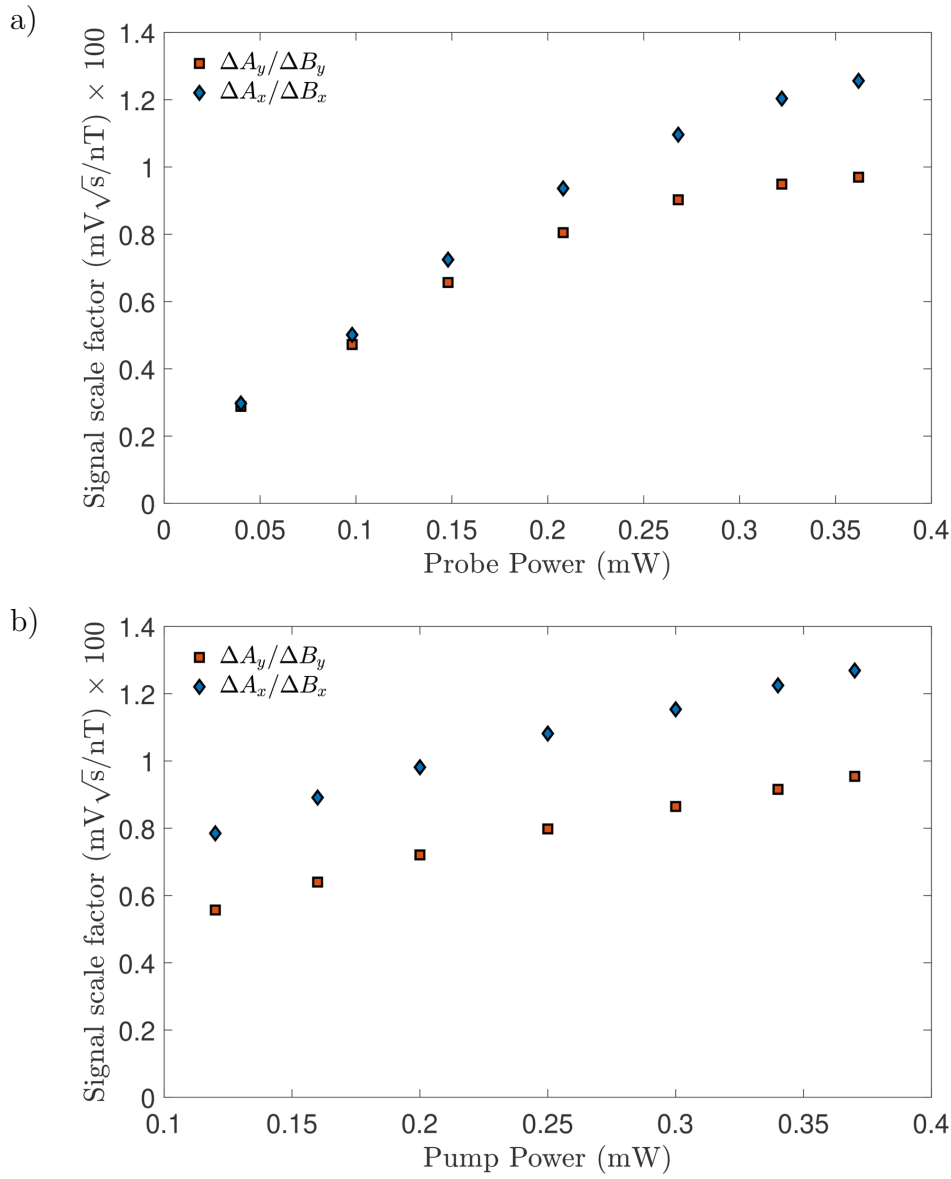 a)
1.4
1.2
1
0.8
0.6
0.4
0.2
0
Signal scale factor (mV√s/nT) × 100
ΔA_y/ΔB_y
ΔA_x/ΔB_x
0 0.05 0.1 0.15 0.2 0.25 0.3 0.35 0.4
Probe Power (mW)
b)
1.4
1.2
1
0.8
0.6
0.4
0.2
0
Signal scale factor (mV√s/nT) × 100
ΔA_y/ΔB_y
ΔA_x/ΔB_x
0.1 0.15 0.2 0.25 0.3 0.35 0.4
Pump Power (mW)